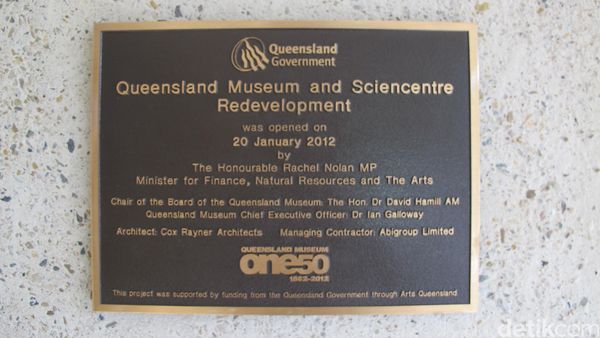 Queensland
Government
Queensland Museum and Sciencentre
Redevelopment
was opened on
20 January 2012
by
The Honourable Rachel Nolan MP
Minister for Finance, Natural Resources and The Arts
Chair of the Board of the Queensland Museum: The Hon. Dr David Hamill AM
Queensland Museum Chief Executive Officer: Dr Ian Galloway
Architect: Cox Rayner Architects Managing Contractor: Abigroup Limited
QUEENSLAND MUSEUM
one50
1862-2012
This project was supported by funding from the Queensland Government through Arts Queensland
detikcom